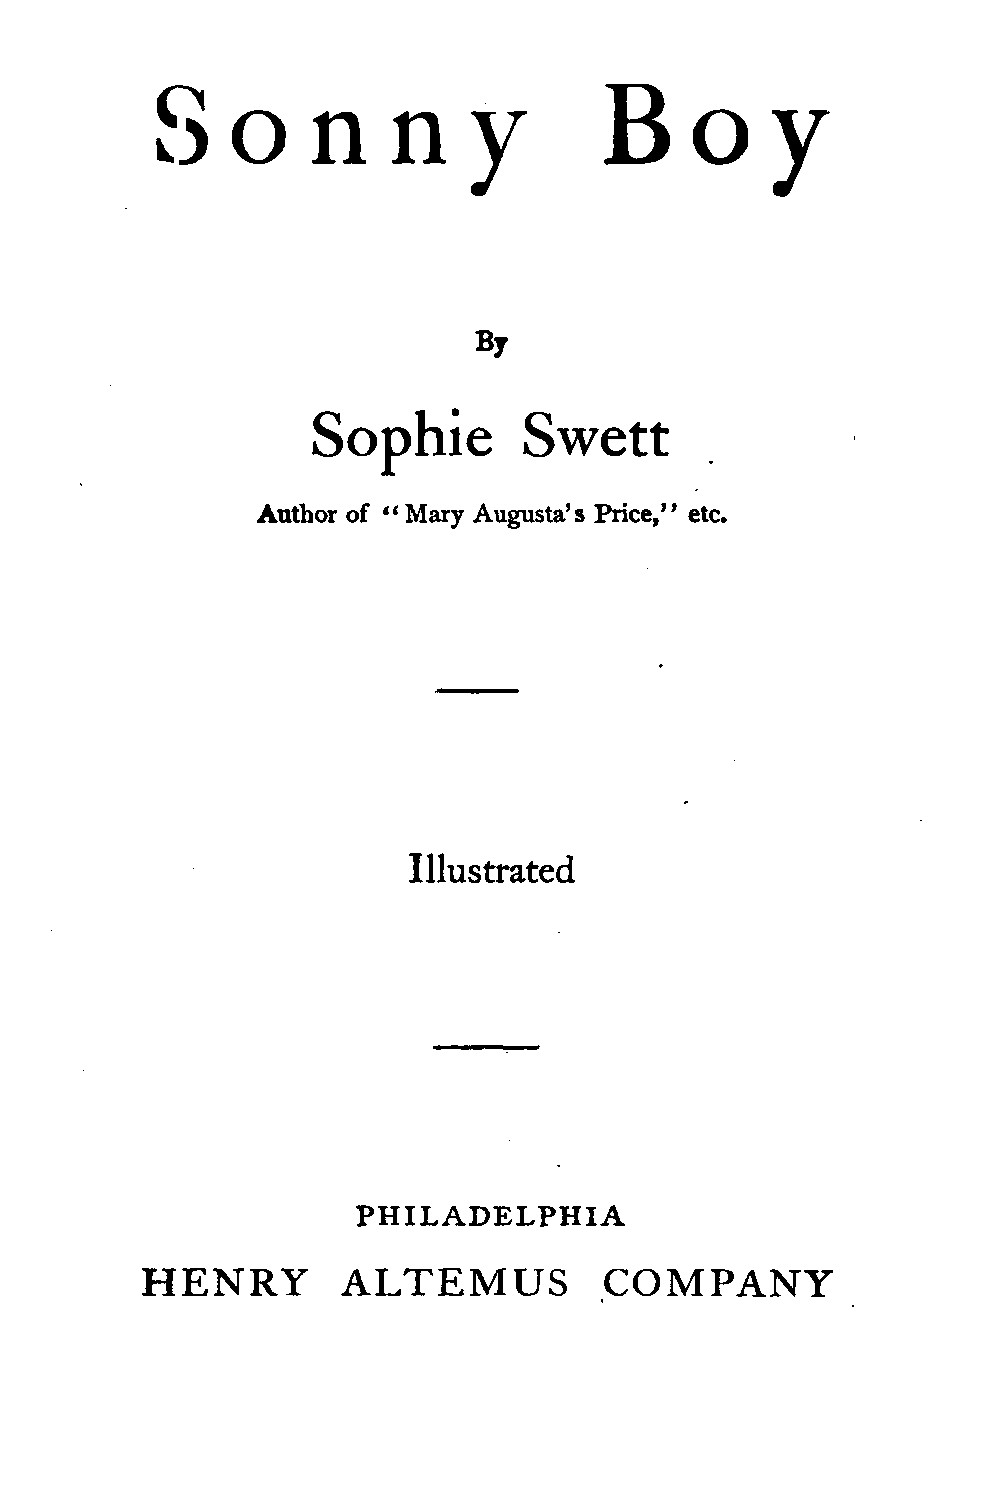 Sonny Boy
By
Sophie Swett
Author of "Mary Augusta's Price," etc.
Illustrated
PHILADELPHIA
HENRY ALTEMUS COMPANY